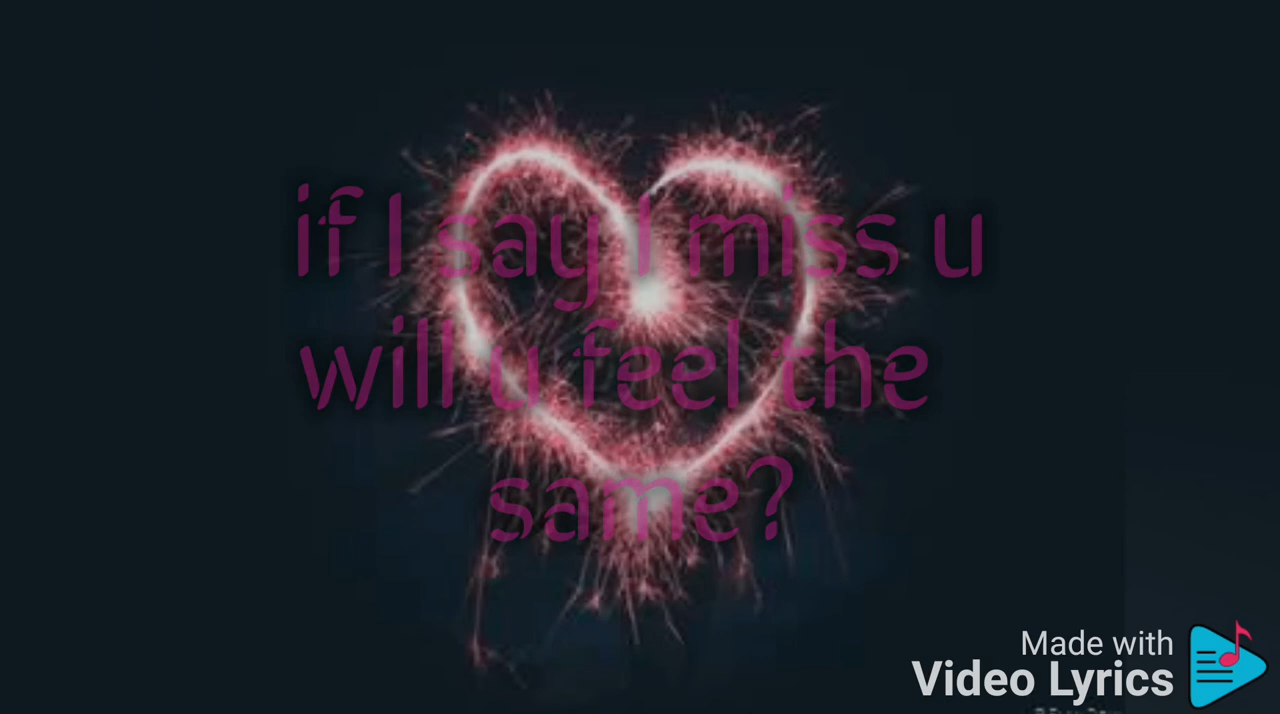 if I say I miss u
will u feel the
same?
Made with
Video Lyrics